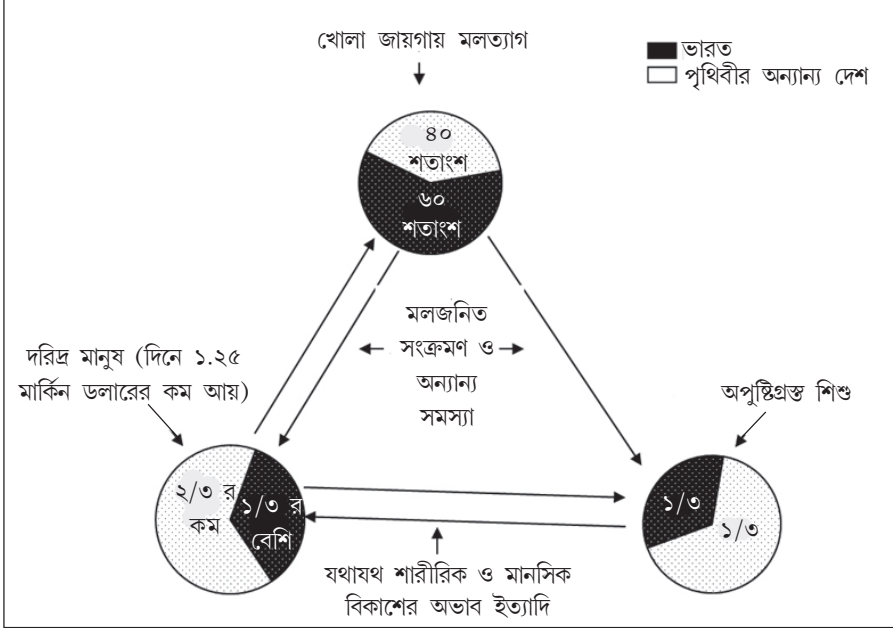 খোলা জায়গায় মলত্যাগ
ভারত
পৃথিবীর অন্যান্য দেশ
৪০
শতাংশ
৬০
শতাংশ
মলজনিত
সংক্রমণ ও
অন্যান্য
সমস্যা
দরিদ্র মানুষ (দিনে ১.২৫
মার্কিন ডলারের কম আয়)
অপুষ্টিগ্রস্ত শিশু
২/৩ র
কম
১/৩ র
বেশি
১/৩
১/৩
যথাযথ শারীরিক ও মানসিক
বিকাশের অভাব ইত্যাদি